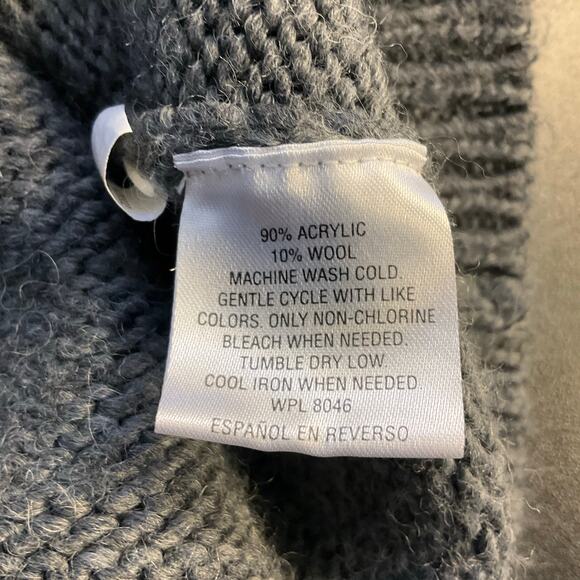 90% ACRYLIC
10% WOOL
MACHINE WASH COLD.
GENTLE CYCLE WITH LIKE
COLORS. ONLY NON-CHLORINE
BLEACH WHEN NEEDED.
TUMBLE DRY LOW
COOL IRON WHEN NEEDED.
WPL 8046
ESPAÑOL EN REVERSO